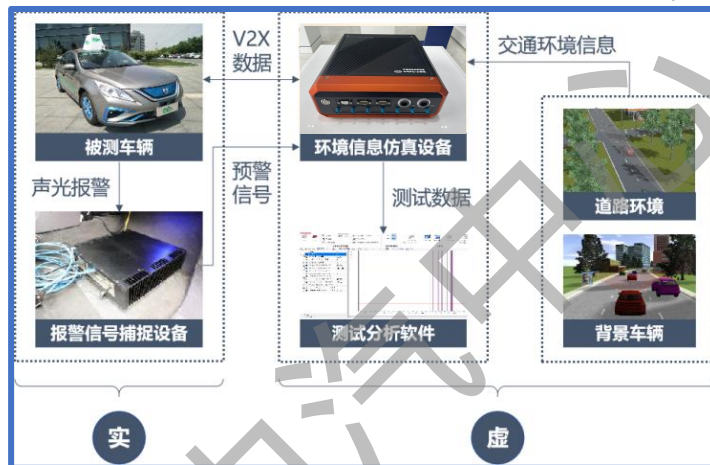 V2X
数据
交通环境信息
被测车辆
环境信息仿真设备
声光报警
预警
信号
测试数据
道路环境
报警信号捕捉设备
测试分析软件
背景车辆
实
虚